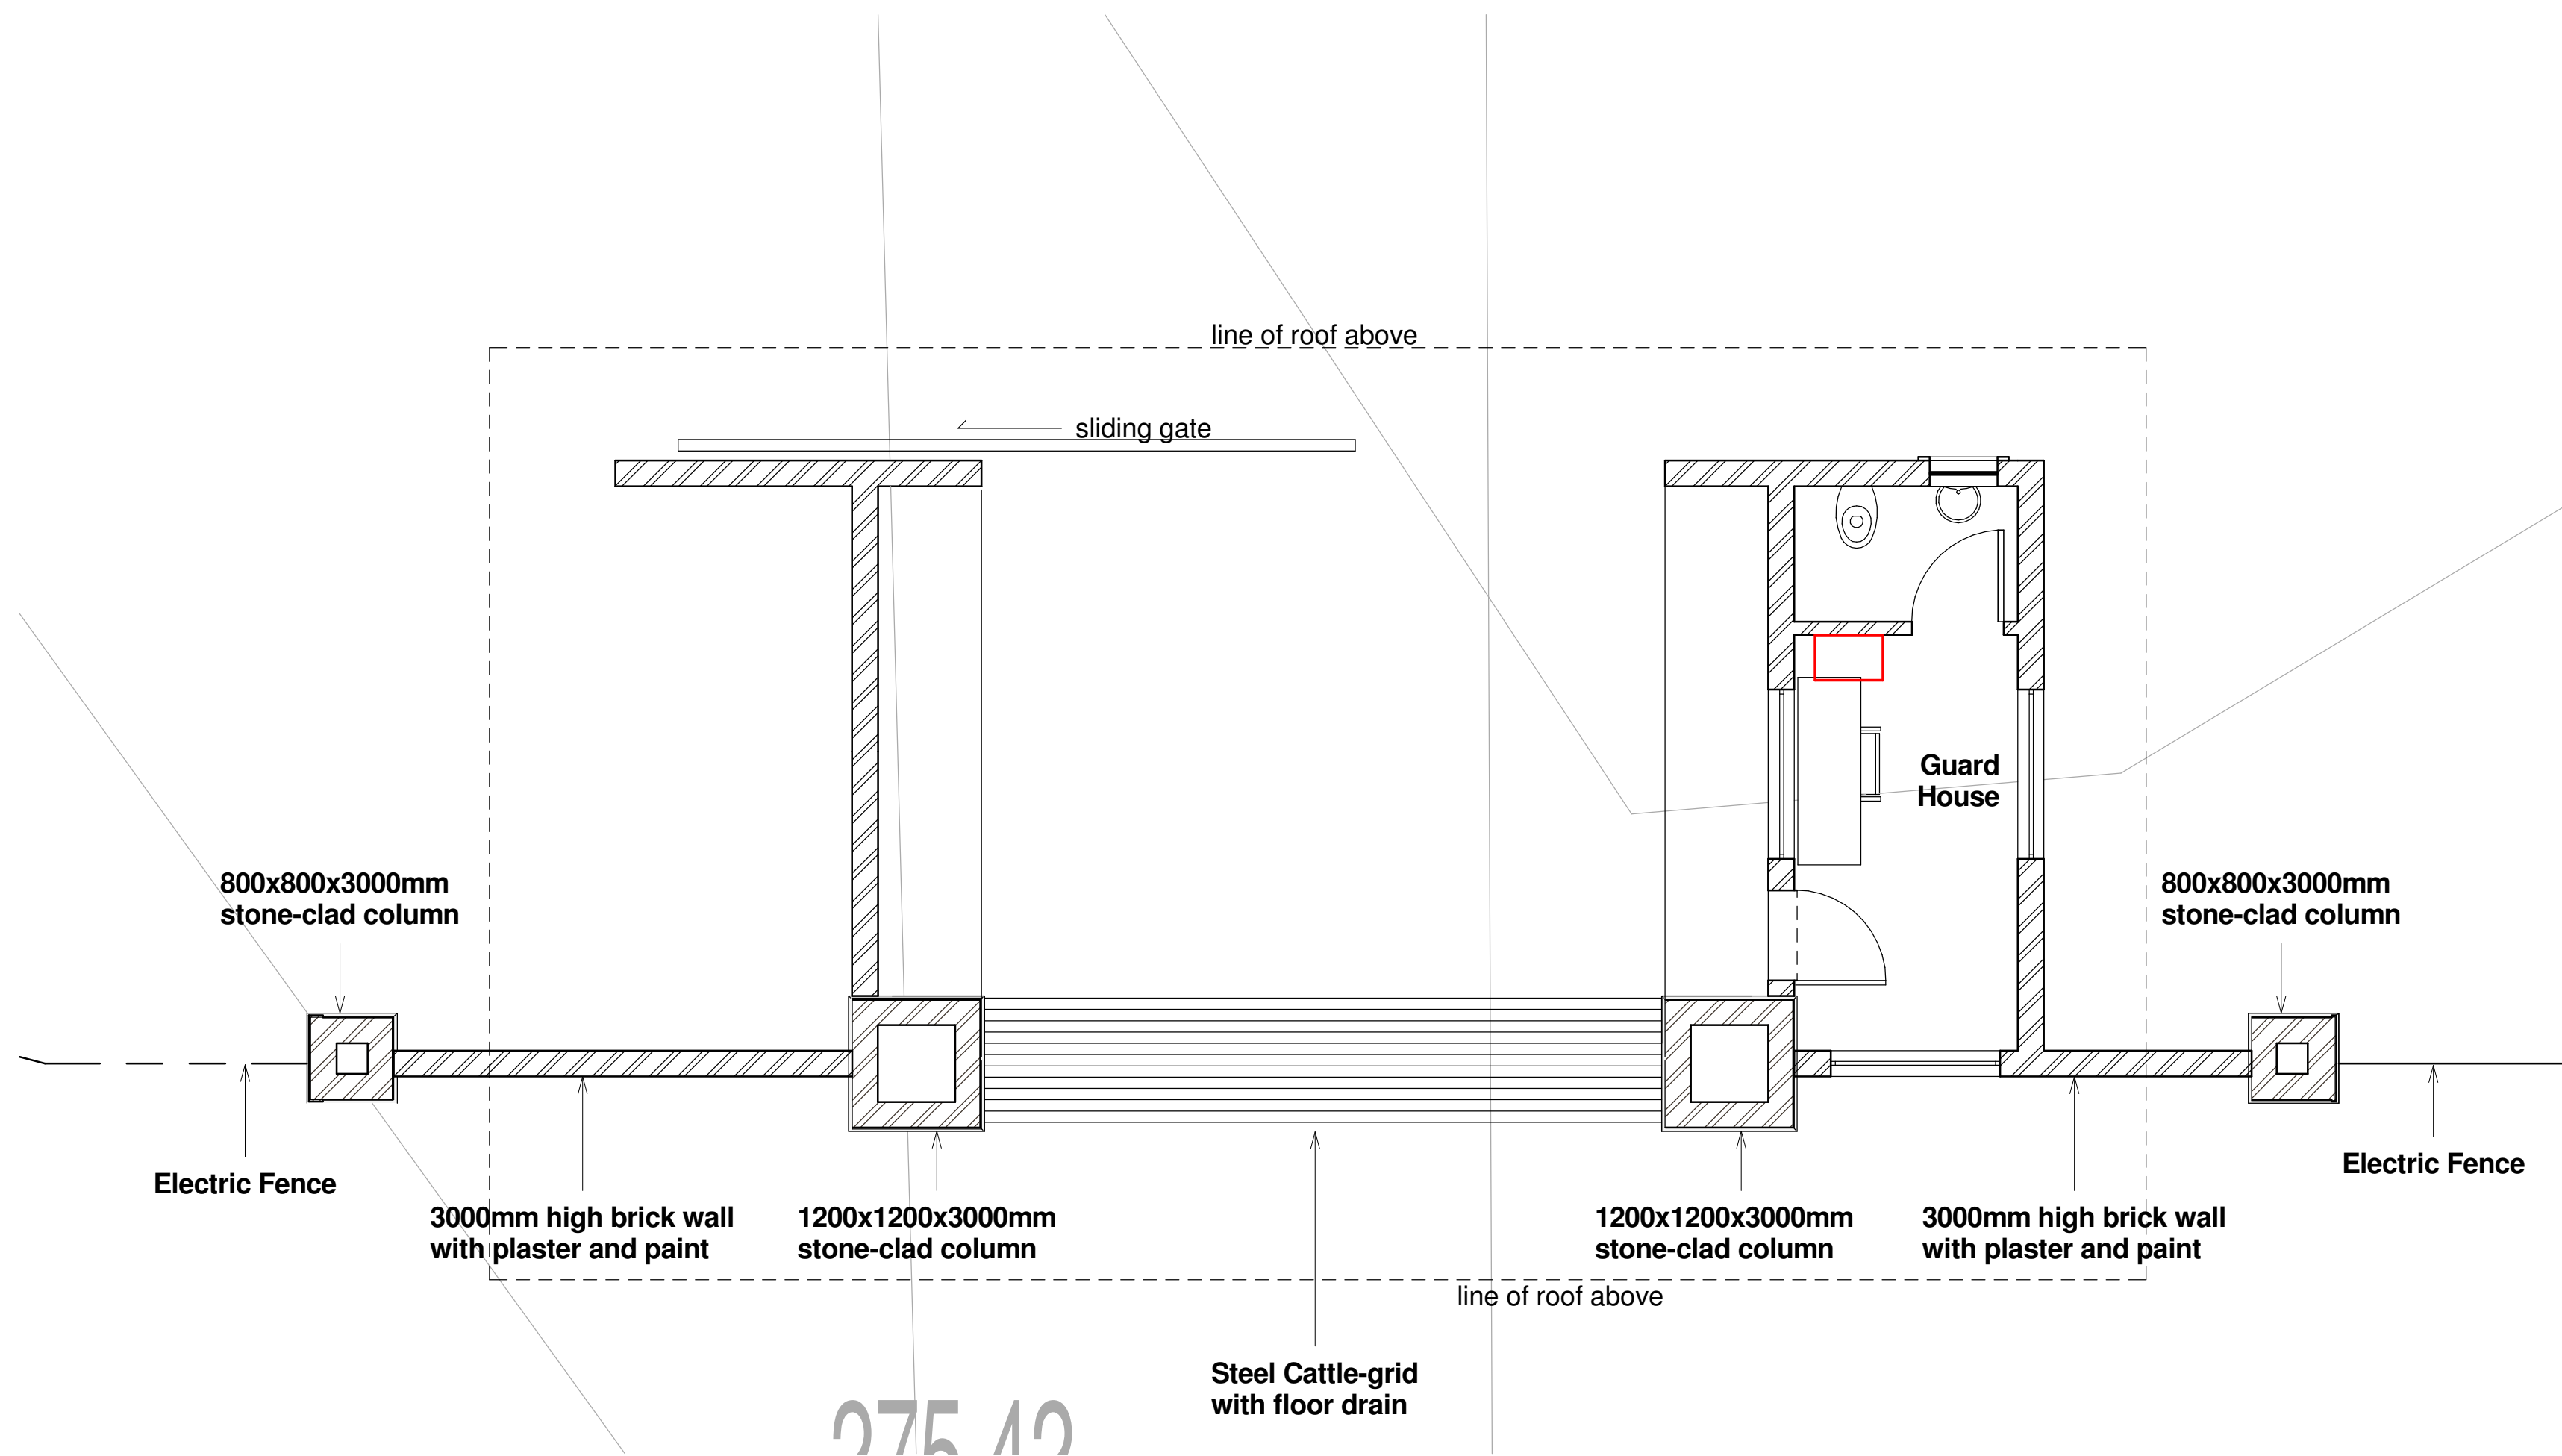 line of roof above
sliding gate
Guard
House
800x800x3000mm
stone-clad column
800x800x3000mm
stone-clad column
Electric Fence
Electric Fence
3000mm high brick wall
with plaster and paint
1200x1200x3000mm
stone-clad column
1200x1200x3000mm
stone-clad column
3000mm high brick wall
with plaster and paint
line of roof above
Steel Cattle-grid
with floor drain